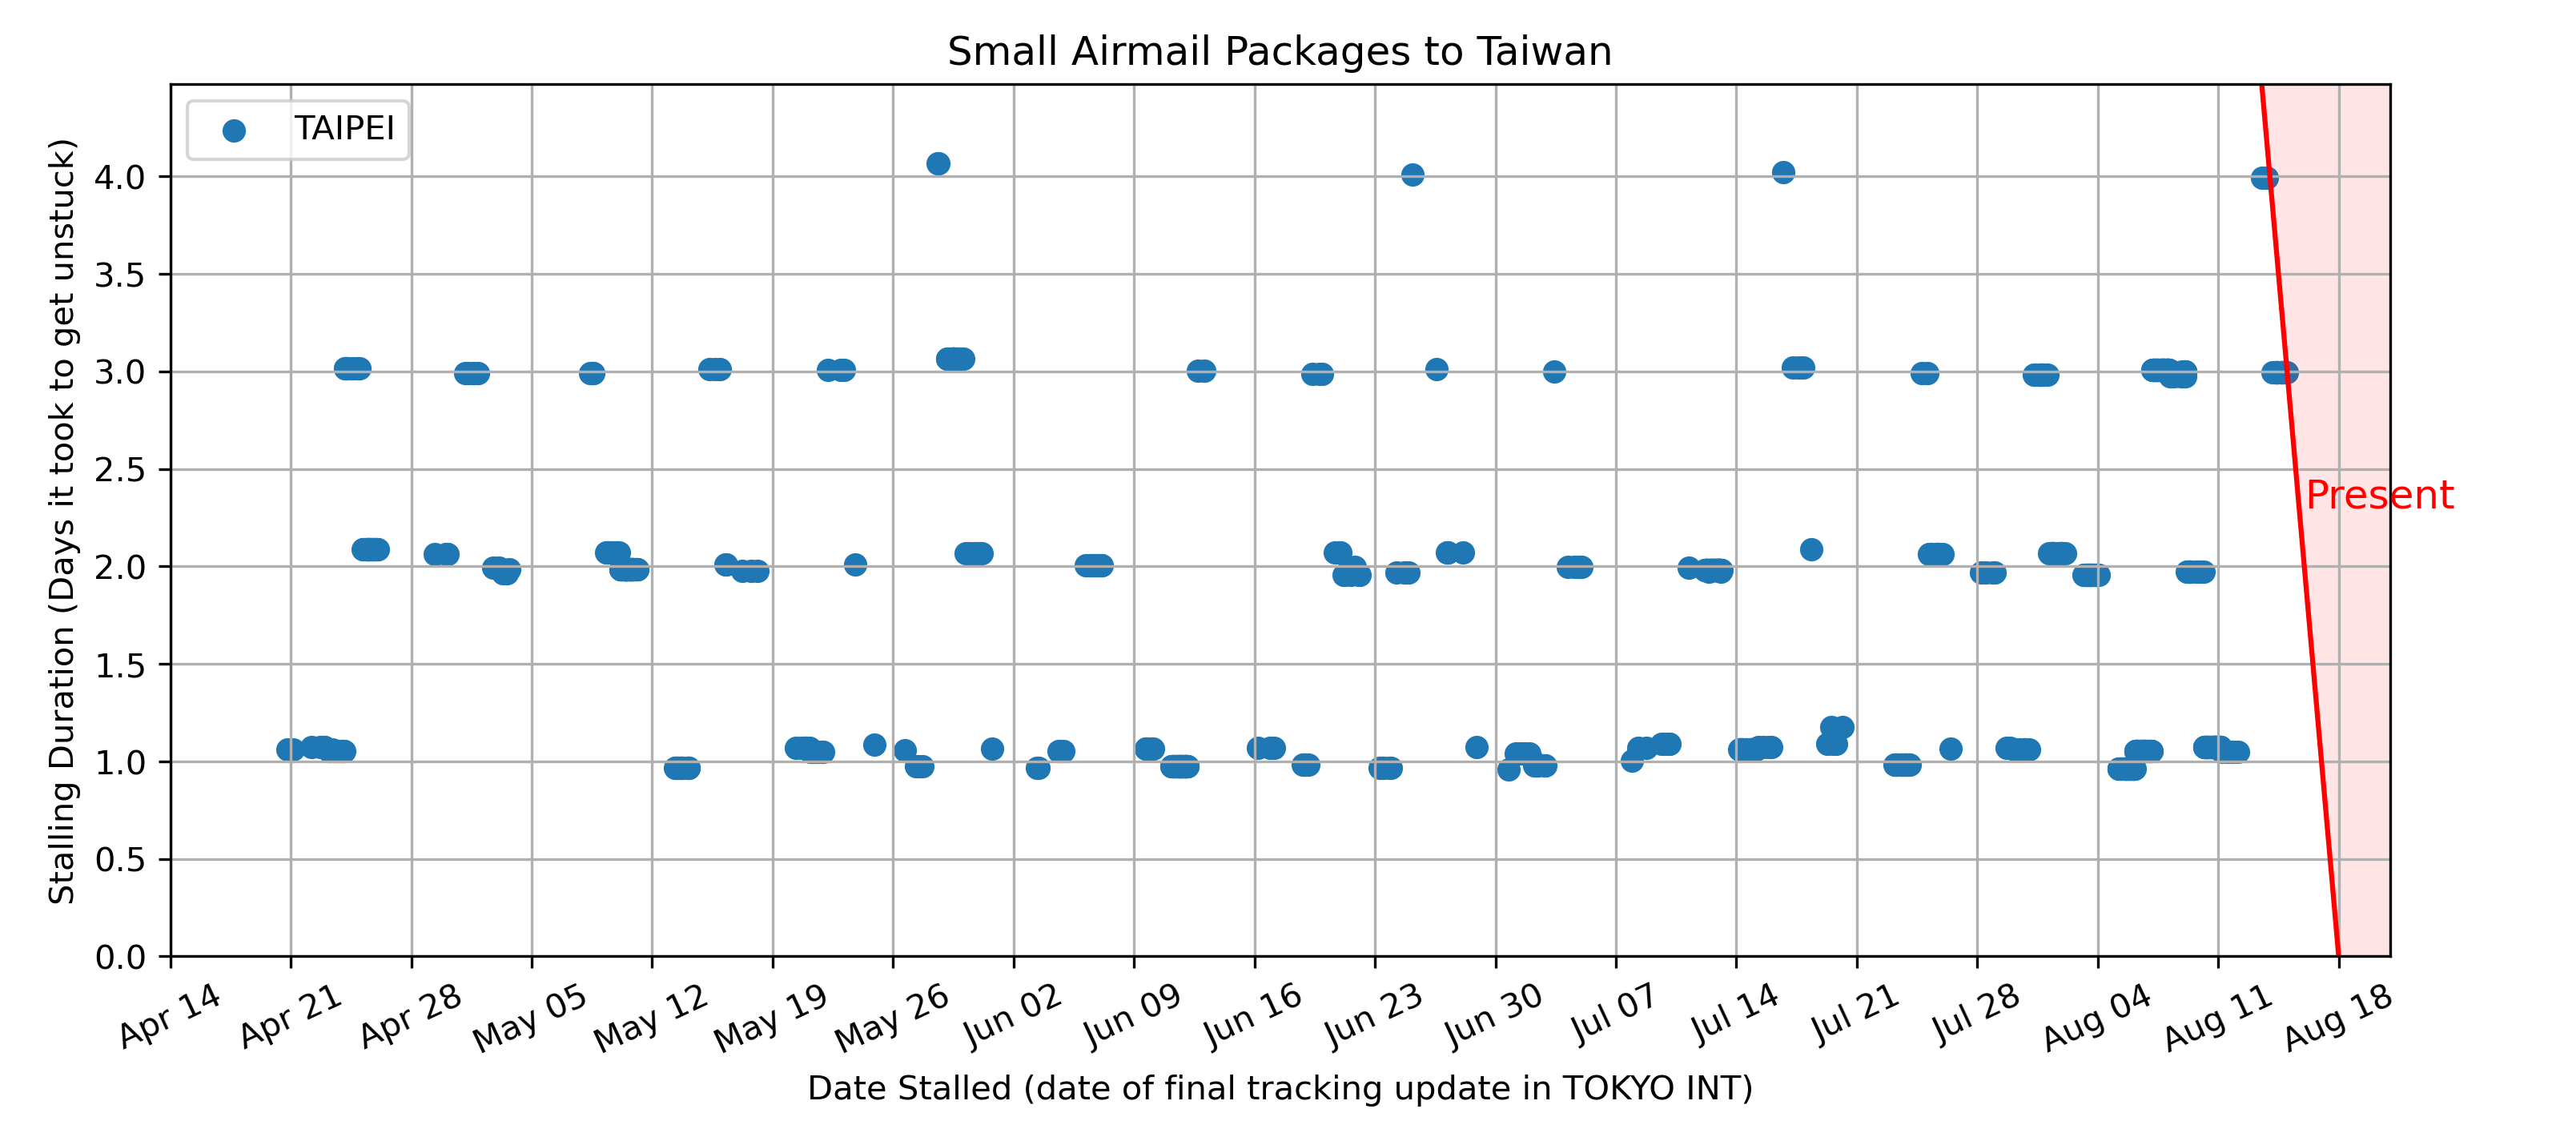 Small Airmail Packages to Taiwan
TAIPEI
Stalling Duration (Days it took to get unstuck)
4.0
3.5
3.0
2.5
2.0
1.5
1.0
0.5
0.0
Present
Apr 14 Apr 21 Apr 28 May 05 May 12 May 19 May 26 Jun 02 Jun 09 Jun 16 Jun 23 Jun 30 Jul 07 Jul 14 Jul 21 Jul 28 Aug 04 Aug 11 Aug 18
Date Stalled (date of final tracking update in TOKYO INT)